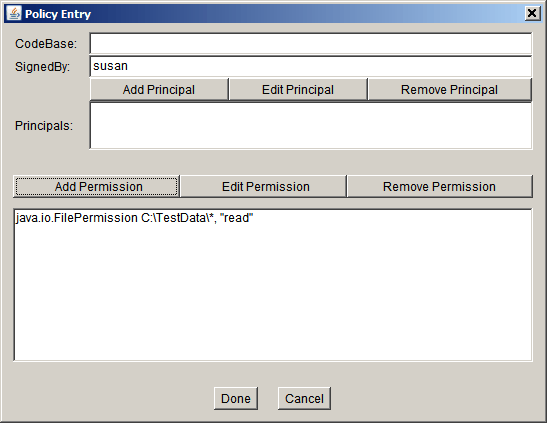 Policy Entry
CodeBase:
SignedBy: susan
Add Principal Edit Principal Remove Principal
Principals:
Add Permission Edit Permission Remove Permission
java.io.FilePermission C:\TestData\*, "read"
Done Cancel